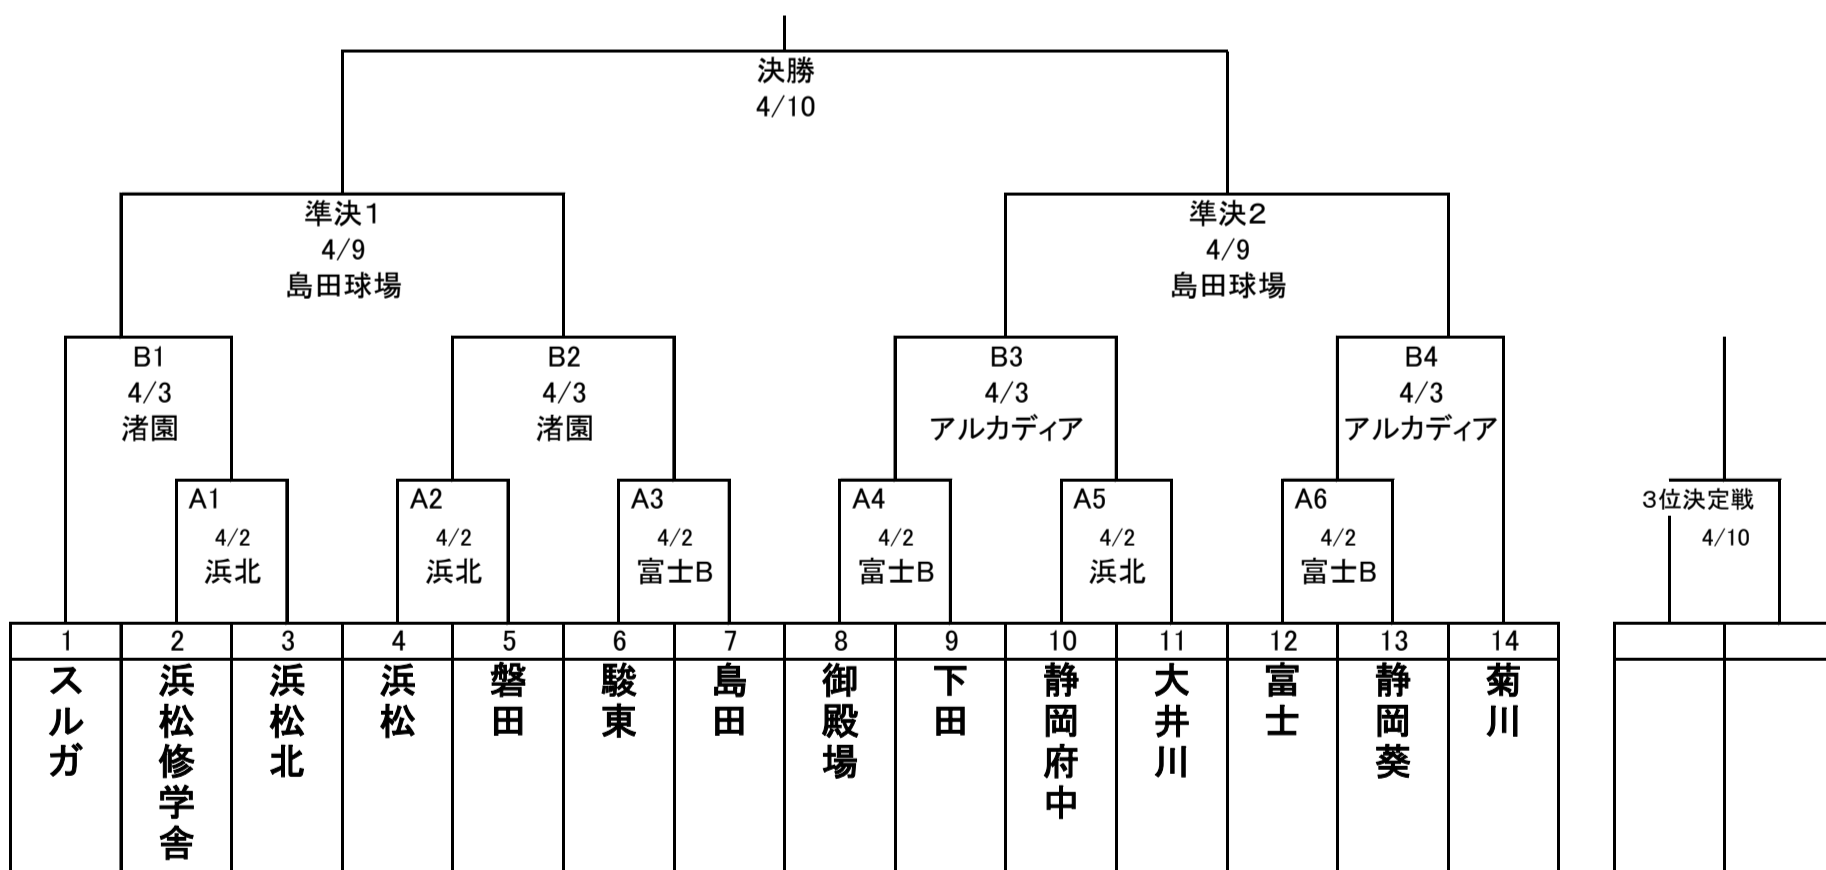 決勝
4/10
準決1
4/9
島田球場
準決2
4/9
島田球場
B1
4/3
渚園
B2
4/3
渚園
B3
4/3
アルカディア
B4
4/3
アルカディア
A1
4/2
浜北
A2
4/2
浜北
A3
4/2
富士B
A4
4/2
富士B
A5
4/2
浜北
A6
4/2
富士B
3位決定戦
4/10
1
2
3
4
5
6
7
8
9
10
11
12
13
14
スルガ
浜松修学舎
浜松北
浜松
磐田
駿東
島田
御殿場
下田
静岡府中
大井川
富士
静岡葵
菊川